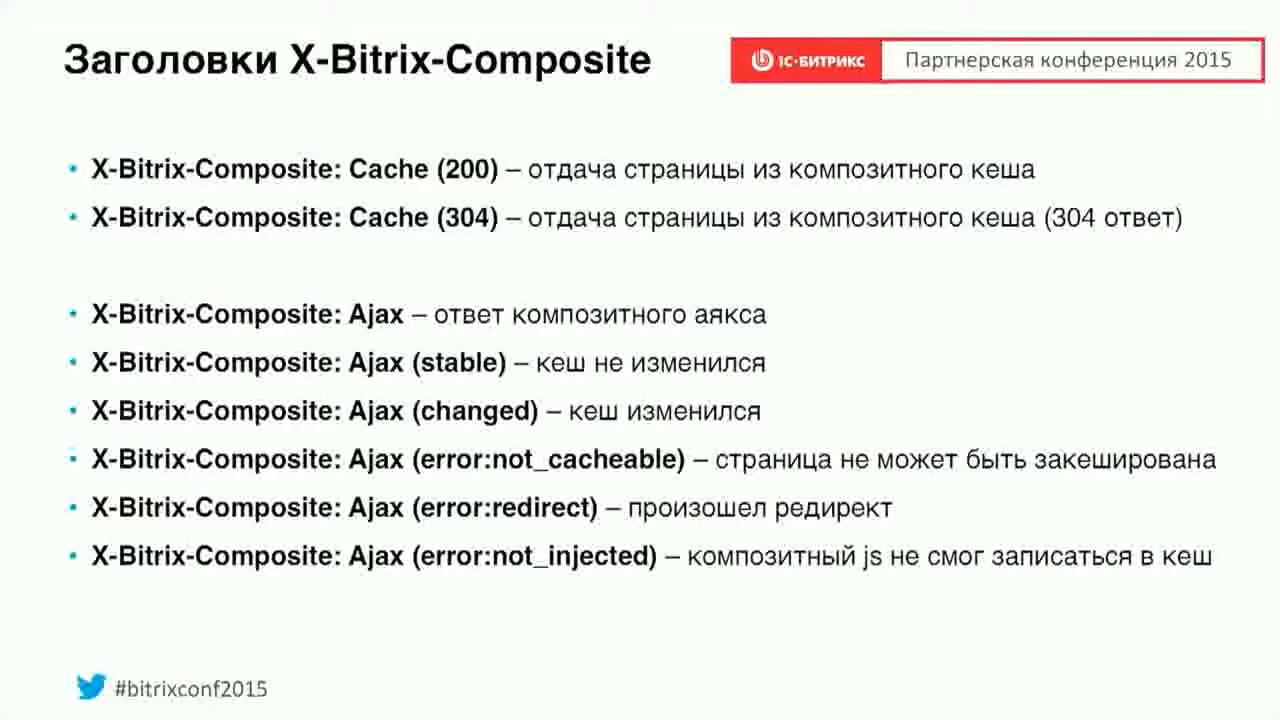 Заголовки X-Bitrix-Composite
1С-БИТРИКС
Партнерская конференция 2015
• X-Bitrix-Composite: Cache (200) – отдача страницы из композитного кеша
• X-Bitrix-Composite: Cache (304) – отдача страницы из композитного кеша (304 ответ)
• X-Bitrix-Composite: Ajax – ответ композитного аякса
• X-Bitrix-Composite: Ajax (stable) – кеш не изменился
• X-Bitrix-Composite: Ajax (changed) – кеш изменился
• X-Bitrix-Composite: Ajax (error:not_cacheable) – страница не может быть закеширована
• X-Bitrix-Composite: Ajax (error:redirect) – произошел редирект
• X-Bitrix-Composite: Ajax (error:not_injected) – композитный js не смог записаться в кеш
#bitrixconf2015